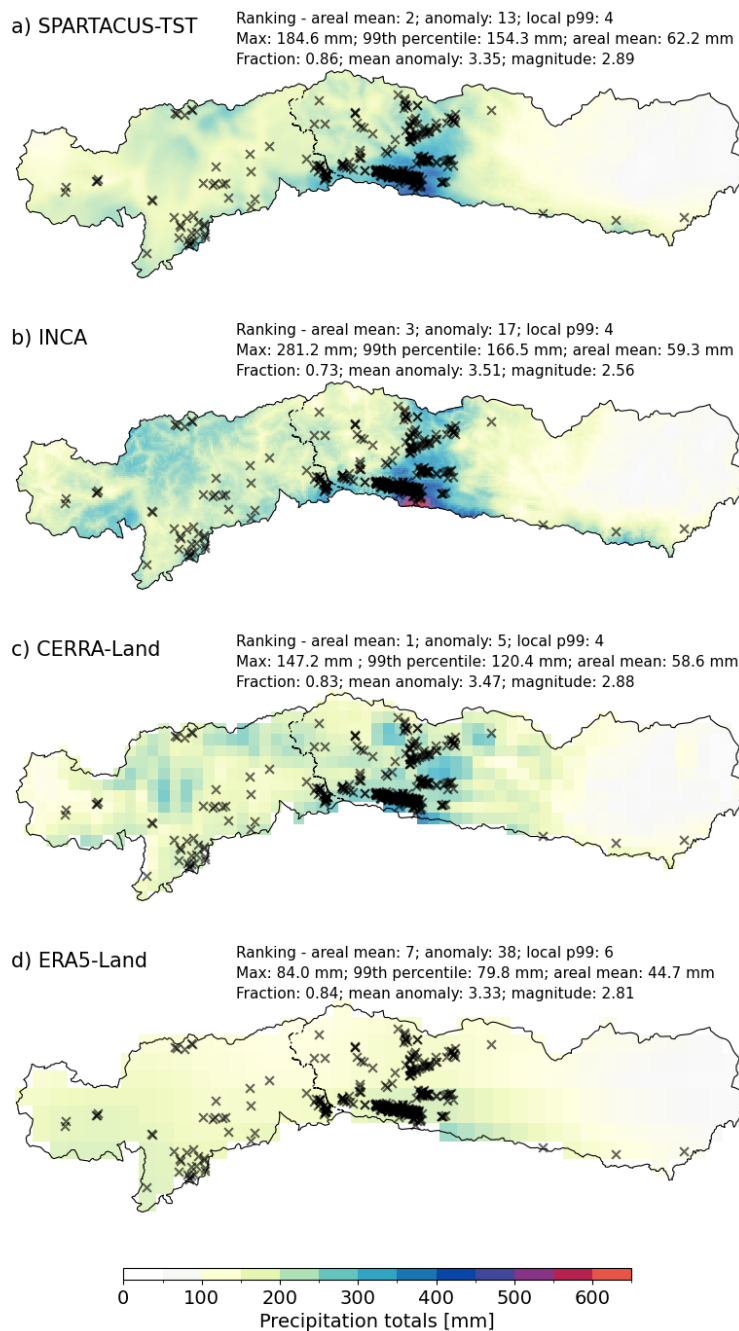 a) SPARTACUS-TST
Ranking - areal mean: 2; anomaly: 13; local p99: 4
Max: 184.6 mm; 99th percentile: 154.3 mm; areal mean: 62.2 mm
Fraction: 0.86; mean anomaly: 3.35; magnitude: 2.89
b) INCA
Ranking - areal mean: 3; anomaly: 17; local p99: 4
Max: 281.2 mm; 99th percentile: 166.5 mm; areal mean: 59.3 mm
Fraction: 0.73; mean anomaly: 3.51; magnitude: 2.56
c) CERRA-Land
Ranking - areal mean: 1; anomaly: 5; local p99: 4
Max: 147.2 mm ; 99th percentile: 120.4 mm; areal mean: 58.6 mm
Fraction: 0.83; mean anomaly: 3.47; magnitude: 2.88
d) ERA5-Land
Ranking - areal mean: 7; anomaly: 38; local p99: 6
Max: 84.0 mm; 99th percentile: 79.8 mm; areal mean: 44.7 mm
Fraction: 0.84; mean anomaly: 3.33; magnitude: 2.81
0 100 200 300 400 500 600
Precipitation totals [mm]